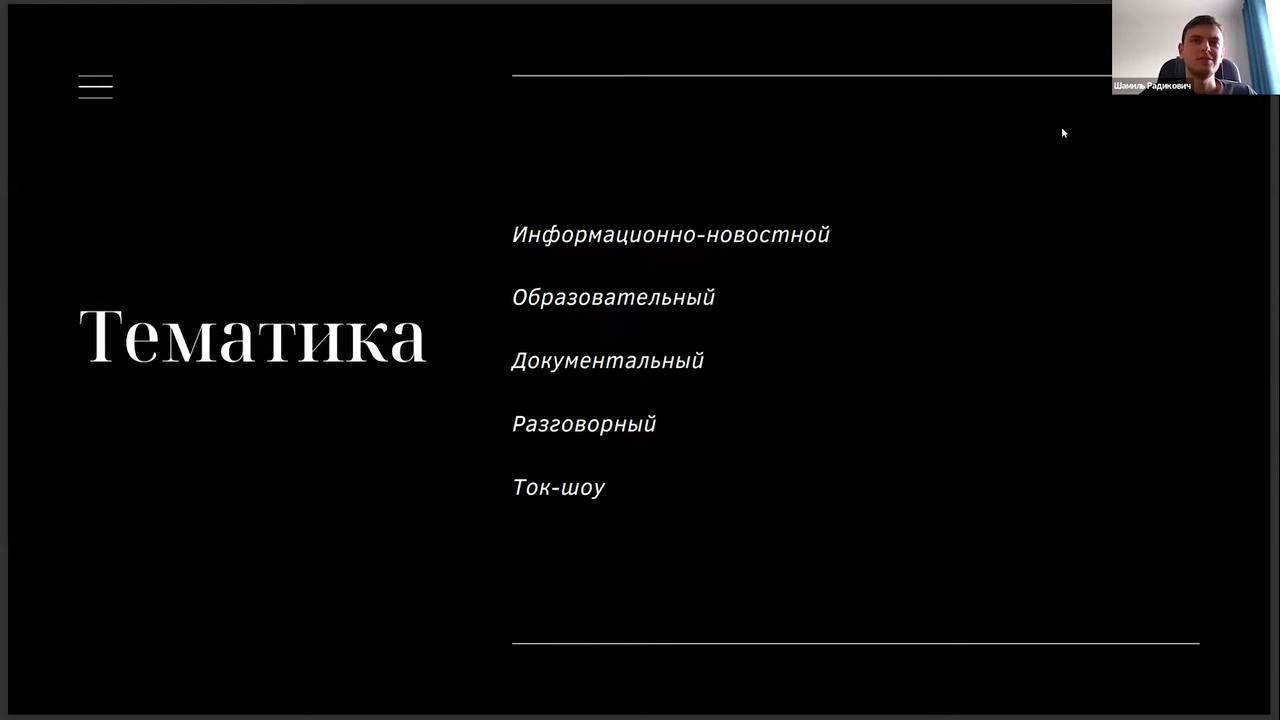 Шамиль Радикович
Тематика
Информационно-новостной
Образовательный
Документальный
Разговорный
Ток-шоу